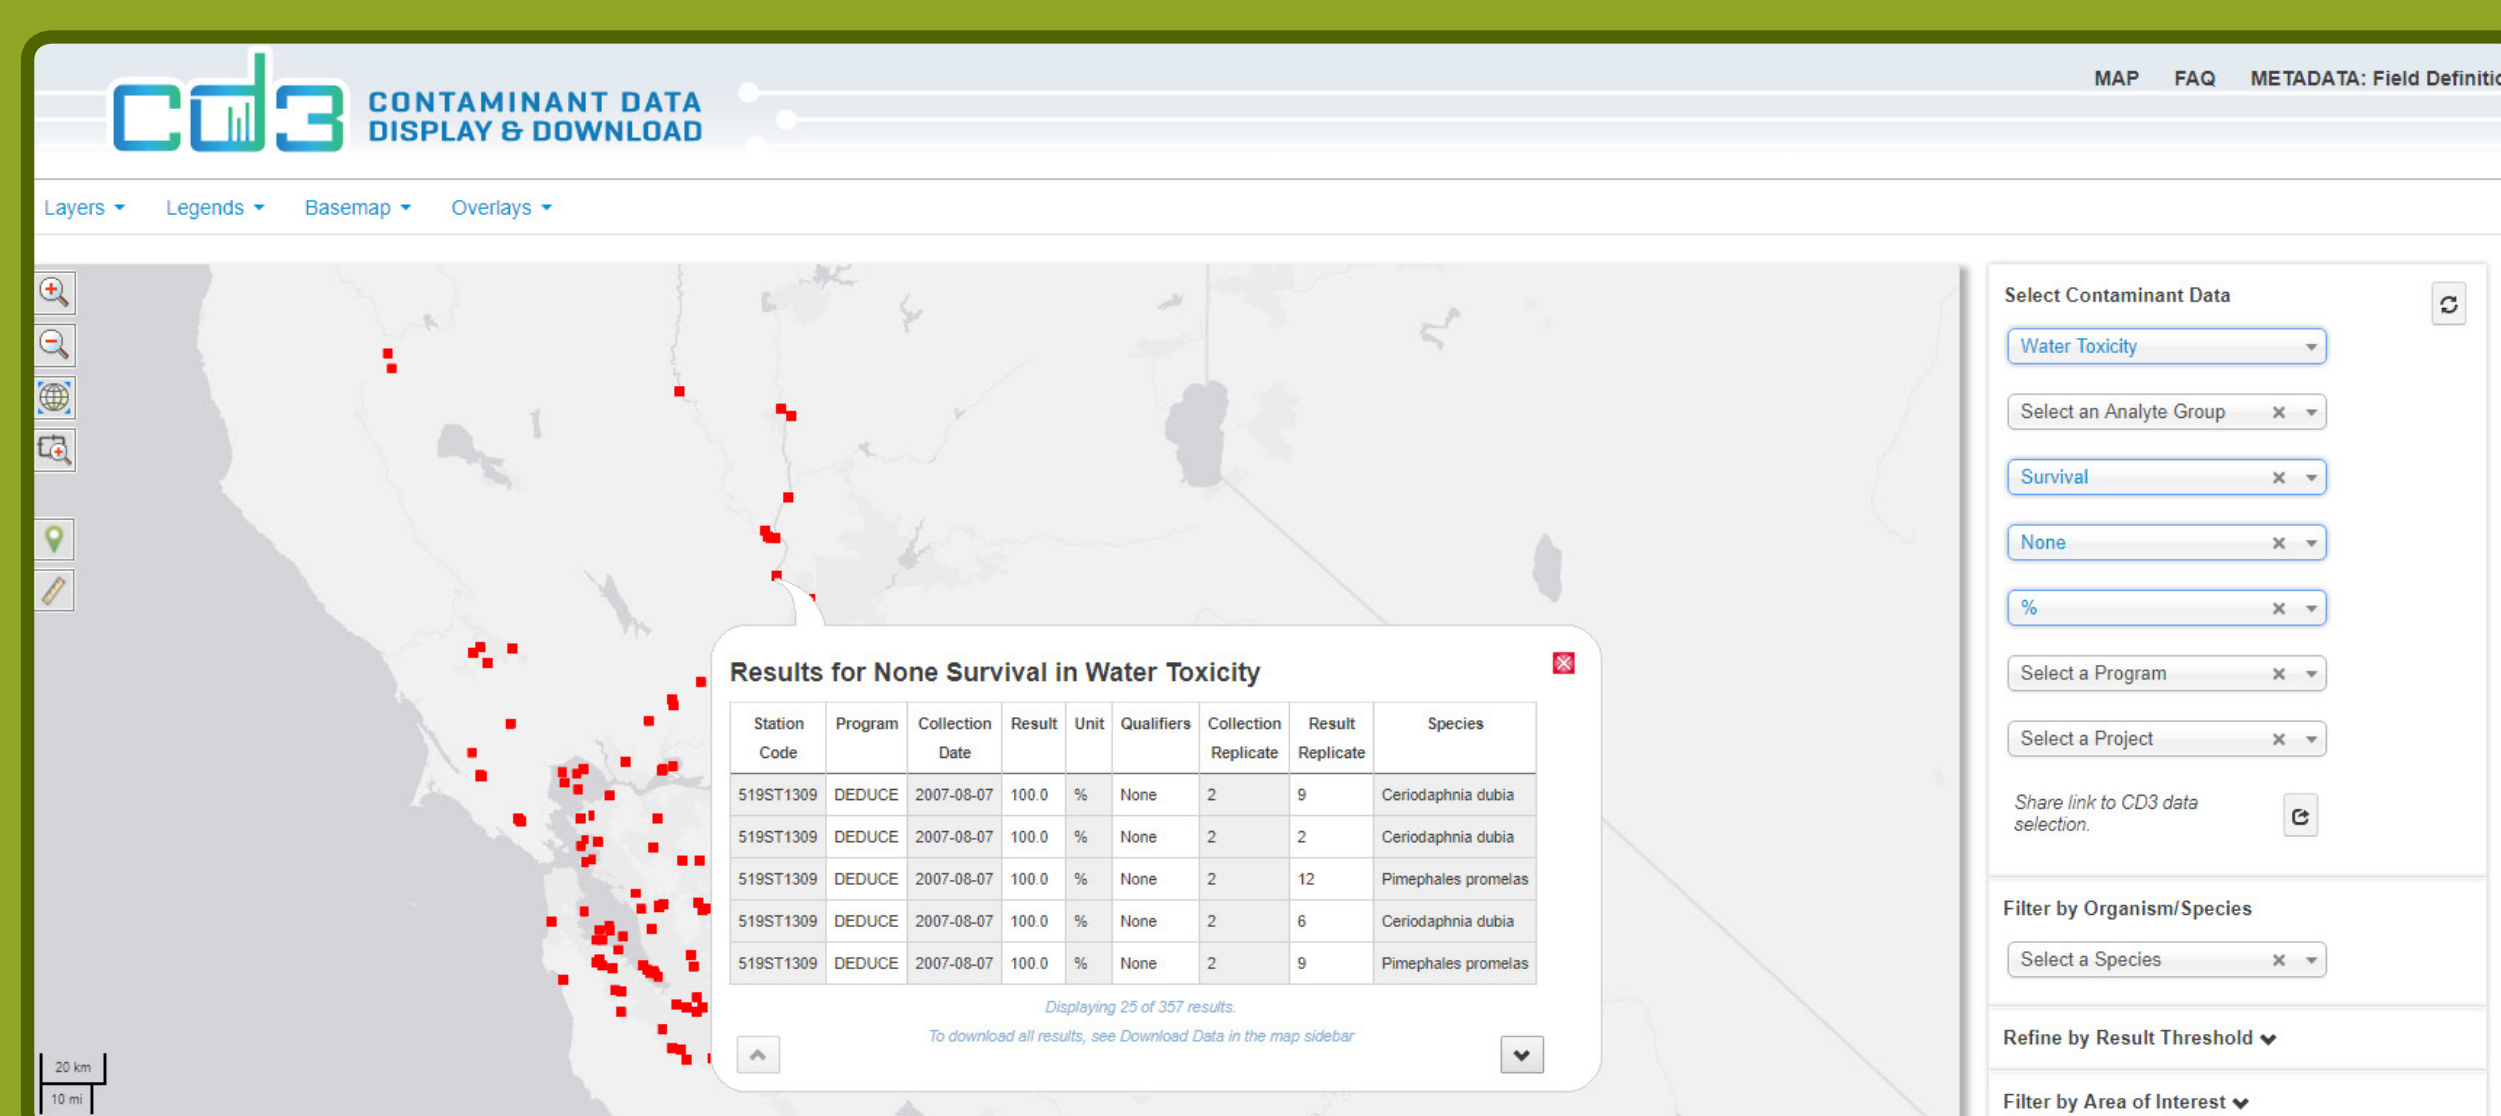 cd3
CONTAMINANT DATA
DISPLAY & DOWNLOAD
MAP FAQ METADATA: Field
Layers Legends Basemap Overlays
Select Contaminant Data
Water Toxicity
Select an Analyte Group
Survival
None
%
Select a Program
Select a Project
Share link to CD3 data
selection.
Filter by Organism/Species
Select a Species
Refine by Result Threshold
Filter by Area of Interest
Results for None Survival in Water Toxicity
Station Code Program Collection Date Result Unit Qualifiers Collection Replicate Result Replicate Species
519ST1309 DEDUCE 2007-08-07 100.0 % None 2 9 Ceriodaphnia dubia
519ST1309 DEDUCE 2007-08-07 100.0 % None 2 2 Ceriodaphnia dubia
519ST1309 DEDUCE 2007-08-07 100.0 % None 2 12 Pimephales promelas
519ST1309 DEDUCE 2007-08-07 100.0 % None 2 6 Ceriodaphnia dubia
519ST1309 DEDUCE 2007-08-07 100.0 % None 2 9 Pimephales promelas
Displaying 25 of 357 results.
To download all results, see Download Data in the map sidebar
20 km
10 mi